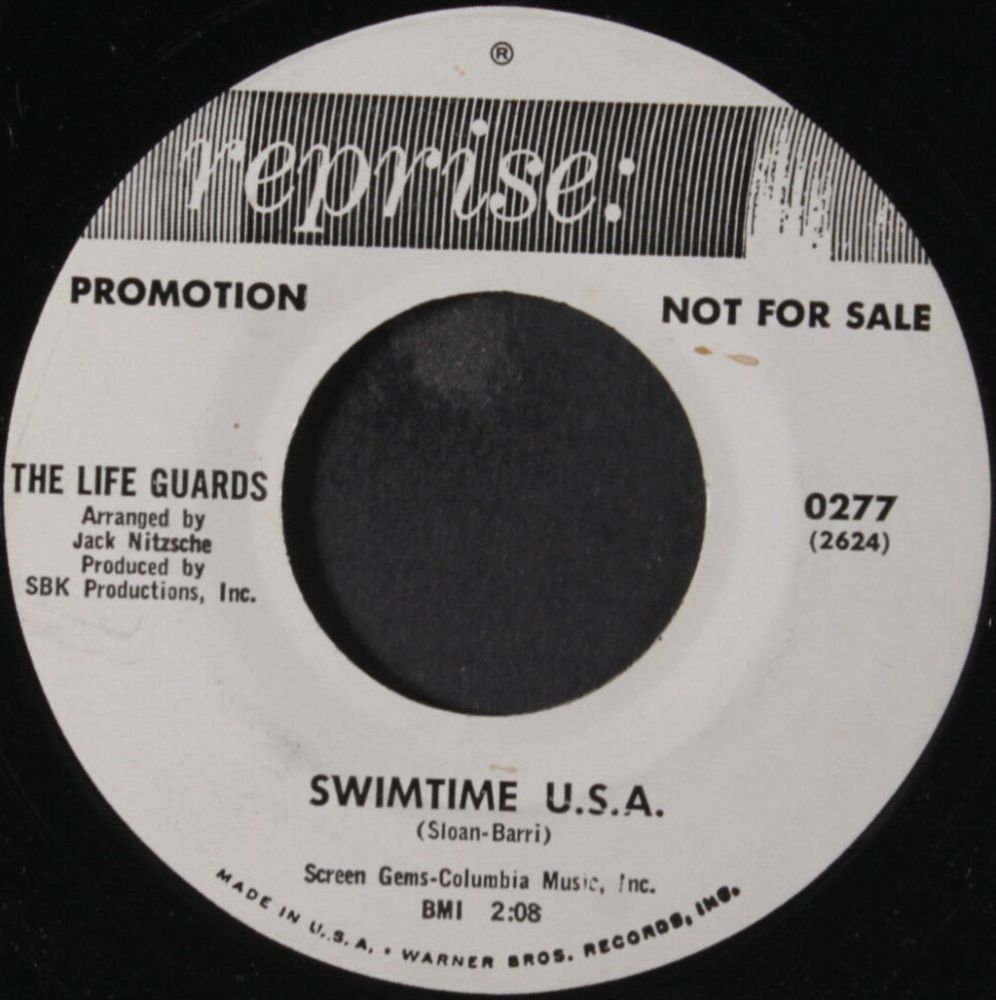 ®
reprise:
PROMOTION
NOT FOR SALE
THE LIFE GUARDS
Arranged by
Jack Nitzsche
Produced by
SBK Productions, Inc.
0277
(2624)
SWIMTIME U.S.A.
(Sloan-Barri)
Screen Gems-Columbia Music, Inc.
BMI 2:08
MADE IN U.S.A. • WARNER BROS. RECORDS, INC.